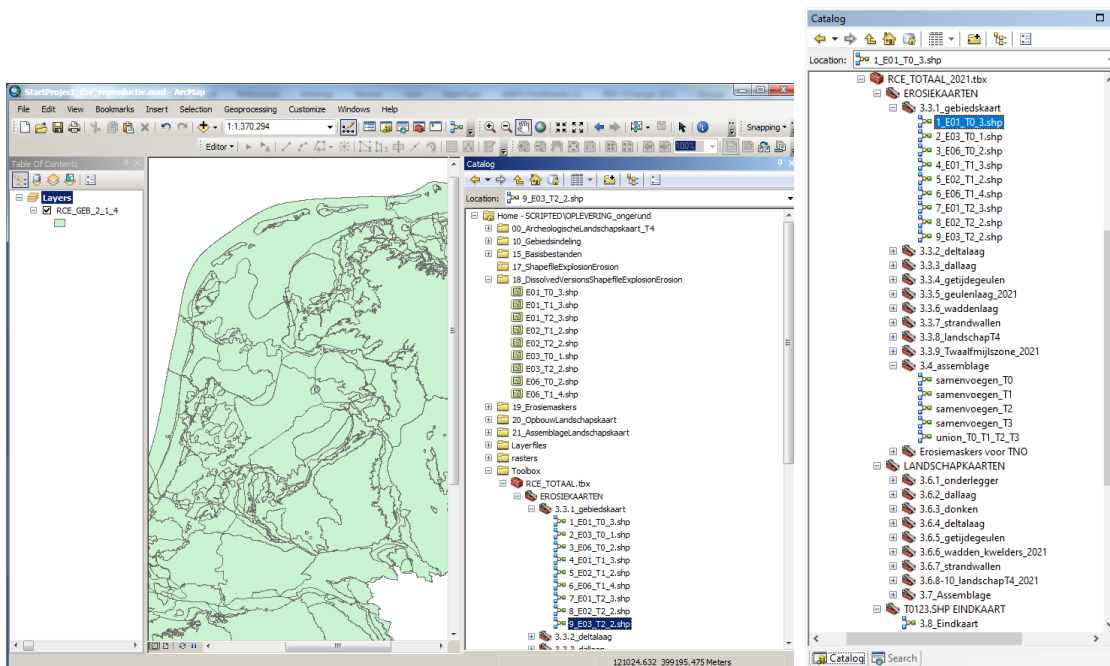 StartProject_tbv_reproductie.mxd - ArcMap
File Edit View Bookmarks Insert Selection Geoprocessing Customize Windows Help
1:1,370,294
Snapping
Editor
100%
Table Of Contents
Layers
RCE_GEB_2_1_4
Catalog
Location: 9_E03_T2_2.shp
Home - SCRIPTED\OPLEVERING_ongerund
00_ArcheologischeLandschapskaart_T4
10_Gebiedsindeling
15_Basisbestanden
17_ShapefileExplosionErosion
18_DissolvedVersionsShapefileExplosionErosion
E01_T0_3.shp
E01_T1_3.shp
E01_T2_3.shp
E02_T1_2.shp
E02_T2_2.shp
E03_T0_1.shp
E03_T2_2.shp
E06_T0_2.shp
E06_T1_4.shp
19_Erosiemaskers
20_OpbouwLandschapskaart
21_AssemblageLandschapskaart
Layerfiles
rasters
Toolbox
RCE_TOTAAL.tbx
EROSIEKAARTEN
3.3.1_gebiedskaart
1_E01_T0_3.shp
2_E03_T0_1.shp
3_E06_T0_2.shp
4_E01_T1_3.shp
5_E02_T1_2.shp
6_E06_T1_4.shp
7_E01_T2_3.shp
8_E02_T2_2.shp
9_E03_T2_2.shp
3.3.2_deltalaag
3.3.3_dallaag
121024.632 399195.475 Meters
Catalog
Location: 1_E01_T0_3.shp
RCE_TOTAAL_2021.tbx
EROSIEKAARTEN
3.3.1_gebiedskaart
1_E01_T0_3.shp
2_E03_T0_1.shp
3_E06_T0_2.shp
4_E01_T1_3.shp
5_E02_T1_2.shp
6_E06_T1_4.shp
7_E01_T2_3.shp
8_E02_T2_2.shp
9_E03_T2_2.shp
3.3.2_deltalaag
3.3.3_dallaag
3.3.4_getijdegeulen
3.3.5_geulenlaag_2021
3.3.6_waddenlaag
3.3.7_strandwallen
3.3.8_landschapT4
3.3.9_Twaalfmijlszone_2021
3.4_assemblage
samenvoegen_T0
samenvoegen_T1
samenvoegen_T2
samenvoegen_T3
union_T0_T1_T2_T3
Erosiemaskers voor TNO
LANDSCHAPKAARTEN
3.6.1_onderlegger
3.6.2_dallaag
3.6.3_donken
3.6.4_deltalaag
3.6.5_getijdegeulen
3.6.6_wadden_kwelders_2021
3.6.7_strandwallen
3.6.8-10_landschapT4_2021
3.7_Assemblage
T0123.SHP EINDKAART
3.8_Eindkaart
Catalog Search